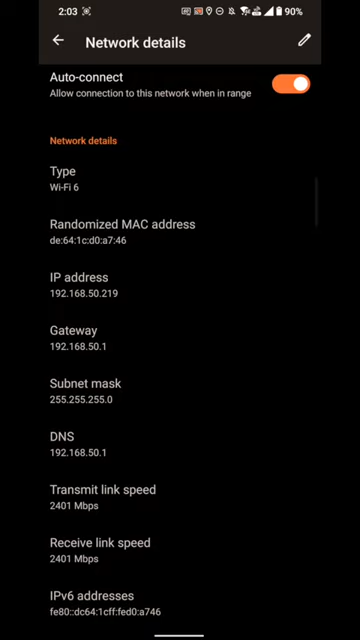 2:03
90%
Network details
Auto-connect
Allow connection to this network when in range
Network details
Type
Wi-Fi 6
Randomized MAC address
de:64:1c:d0:a7:46
IP address
192.168.50.219
Gateway
192.168.50.1
Subnet mask
255.255.255.0
DNS
192.168.50.1
Transmit link speed
2401 Mbps
Receive link speed
2401 Mbps
IPv6 addresses
fe80::dc64:1cff:fed0:a746